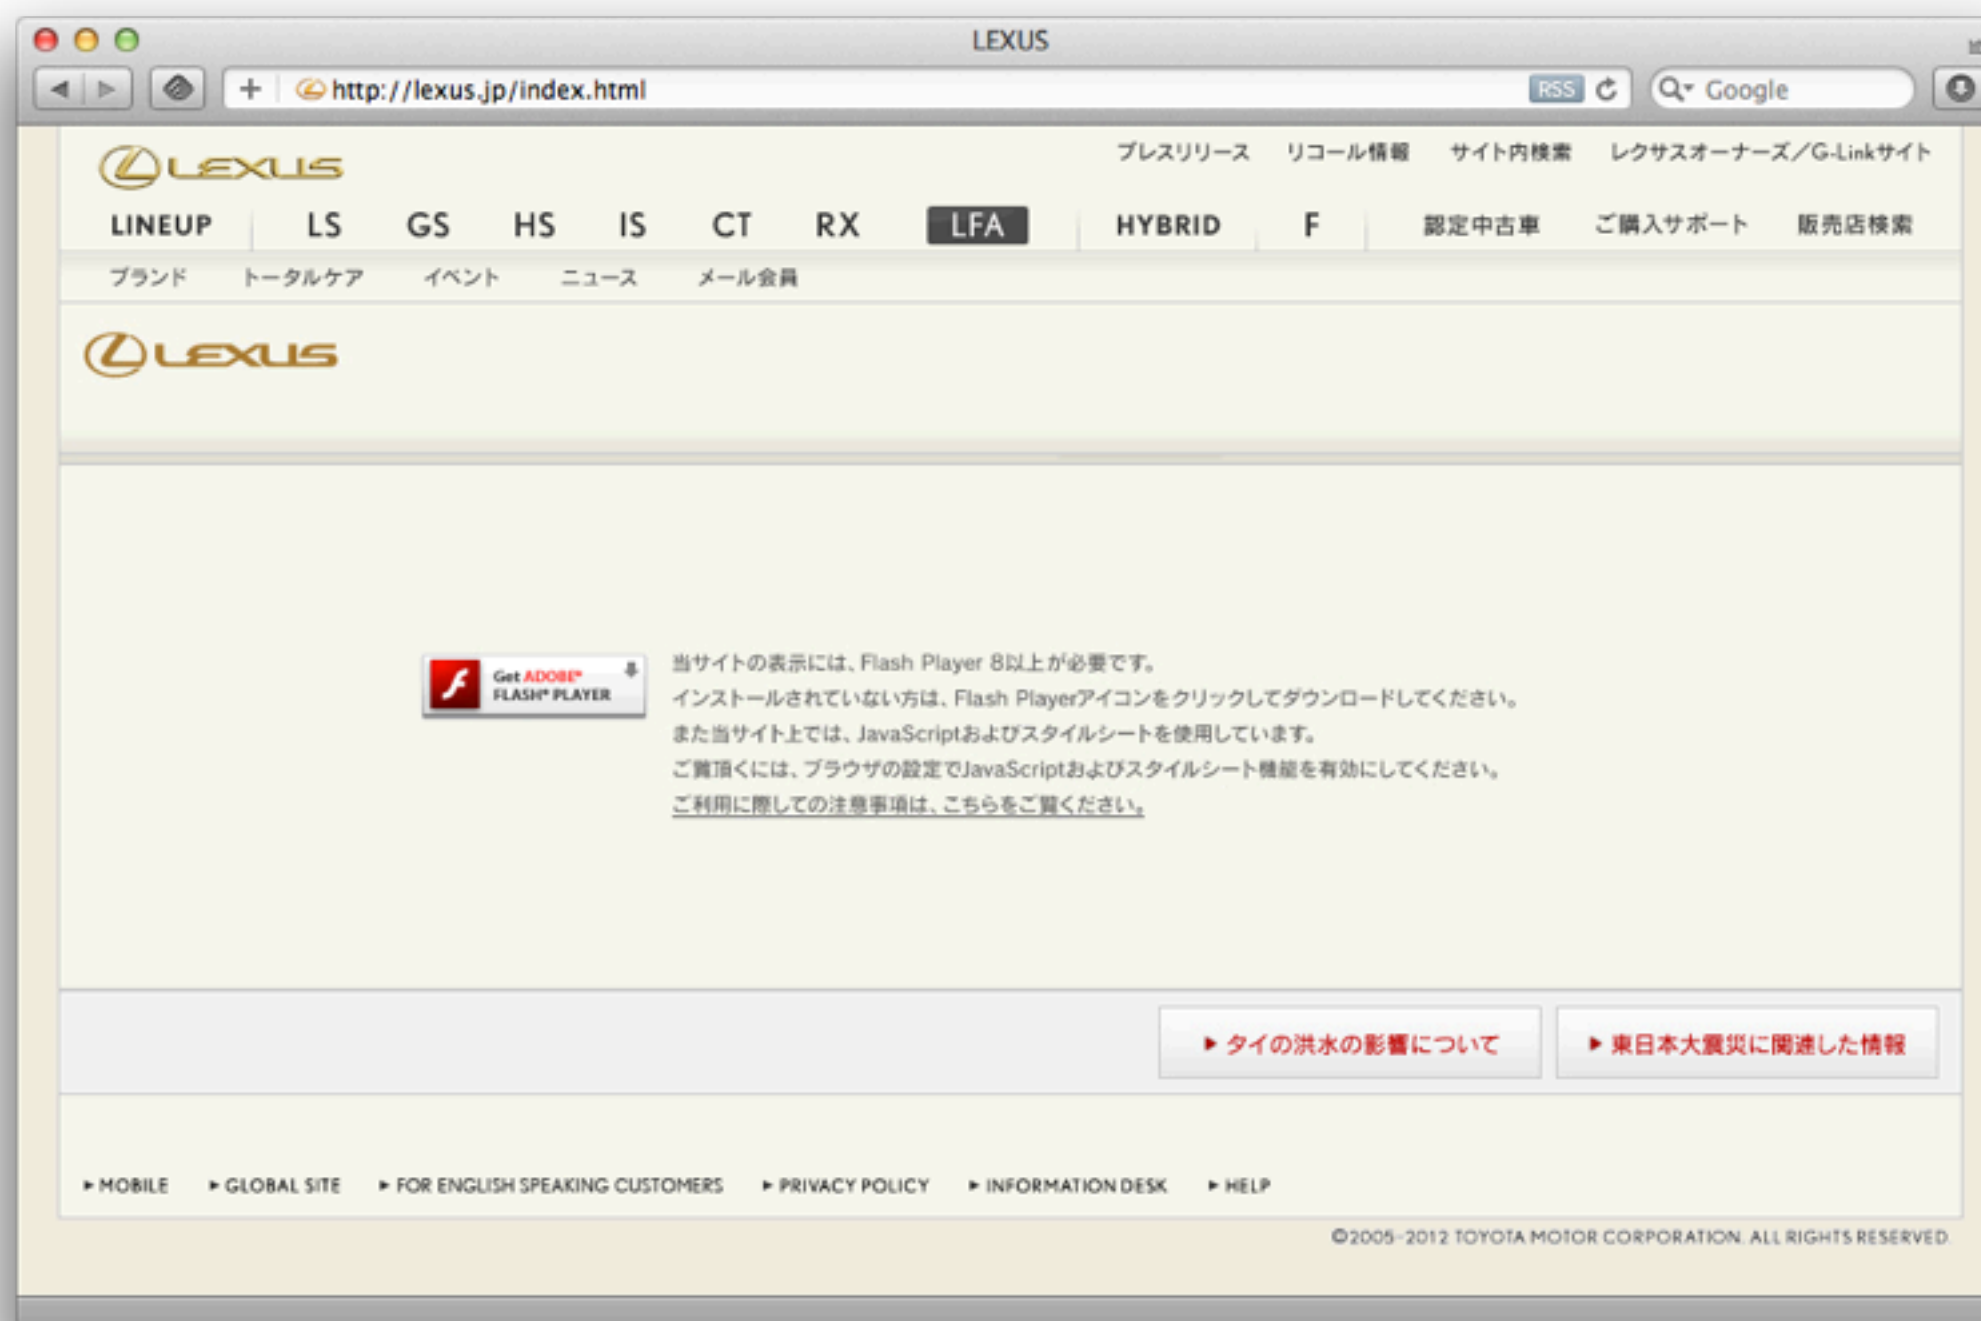 LEXUS
http://lexus.jp/index.html RSS Google
LEXUS プレスリリース リコール情報 サイト内検索 レクサスオーナーズ／G-Linkサイト
LINEUP LS GS HS IS CT RX LFA HYBRID F 認定中古車 ご購入サポート 販売店検索
ブランド トータルケア イベント ニュース メール会員
LEXUS
Get ADOBE® FLASH® PLAYER
当サイトの表示には、Flash Player 8以上が必要です。
インストールされていない方は、Flash Playerアイコンをクリックしてダウンロードしてください。
また当サイト上では、JavaScriptおよびスタイルシートを使用しています。
ご覧頂くには、ブラウザの設定でJavaScriptおよびスタイルシート機能を有効にしてください。
ご利用に際しての注意事項は、こちらをご覧ください。
タイの洪水の影響について 東日本大震災に関連した情報
MOBILE GLOBAL SITE FOR ENGLISH SPEAKING CUSTOMERS PRIVACY POLICY INFORMATION DESK HELP
©2005-2012 TOYOTA MOTOR CORPORATION. ALL RIGHTS RESERVED.